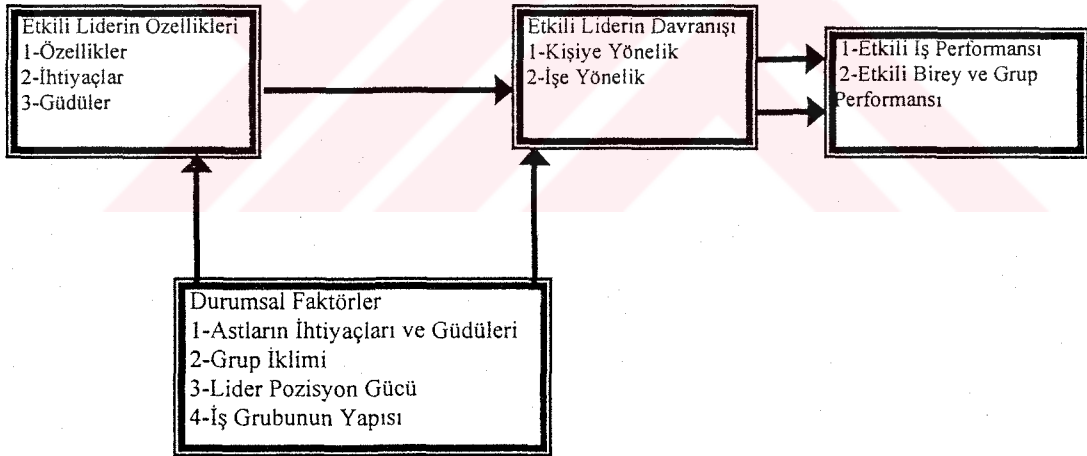 Etkili Liderin Özellikleri
1-Özellikler
2-İhtiyaçlar
3-Güdüler
Etkili Liderin Davranışı
1-Kişiye Yönelik
2-İşe Yönelik
1-Etkili İş Performansı
2-Etkili Birey ve Grup
Performansı
Durumsal Faktörler
1-Astların İhtiyaçları ve Güdüleri
2-Grup İklimi
3-Lider Pozisyon Gücü
4-İş Grubunun Yapısı